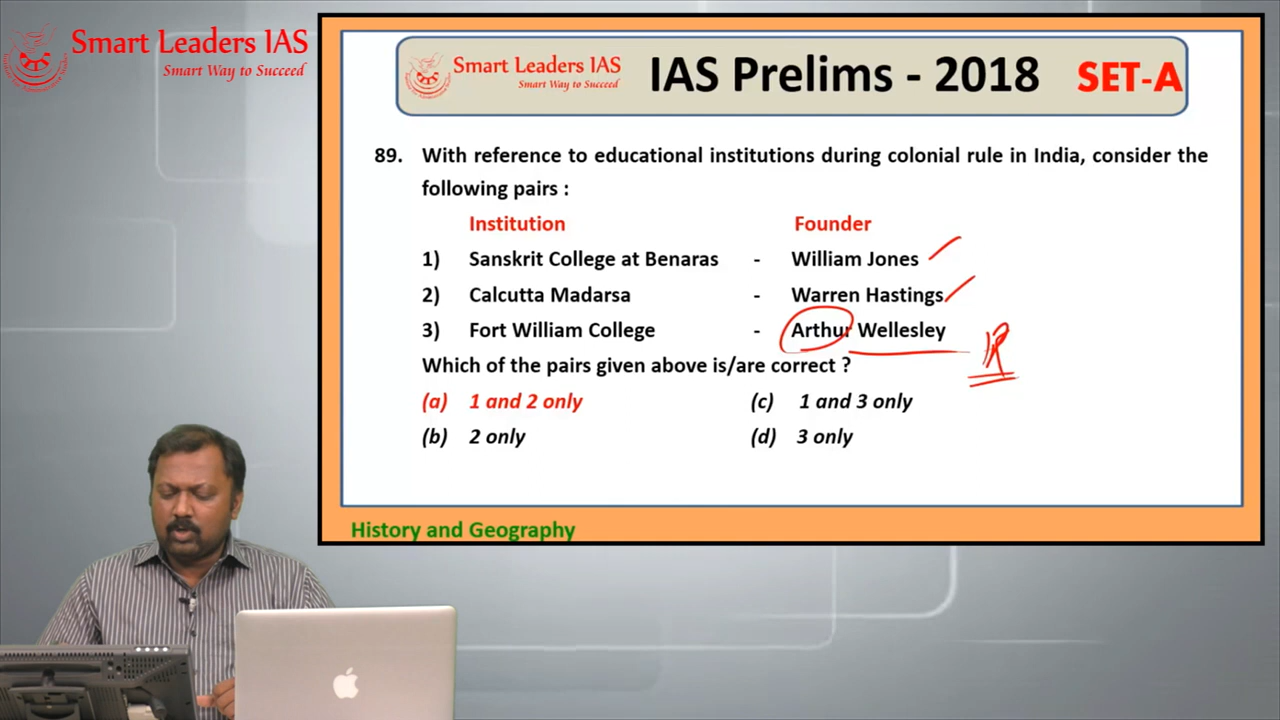 Smart Leaders IAS
Smart Way to Succeed
Smart Leaders IAS
Smart Way to Succeed
IAS Prelims - 2018 SET-A
89. With reference to educational institutions during colonial rule in India, consider the
following pairs :
Institution Founder
1) Sanskrit College at Benaras - William Jones
2) Calcutta Madarsa - Warren Hastings
3) Fort William College - Arthur Wellesley
Which of the pairs given above is/are correct ?
(a) 1 and 2 only (c) 1 and 3 only
(b) 2 only (d) 3 only
History and Geography